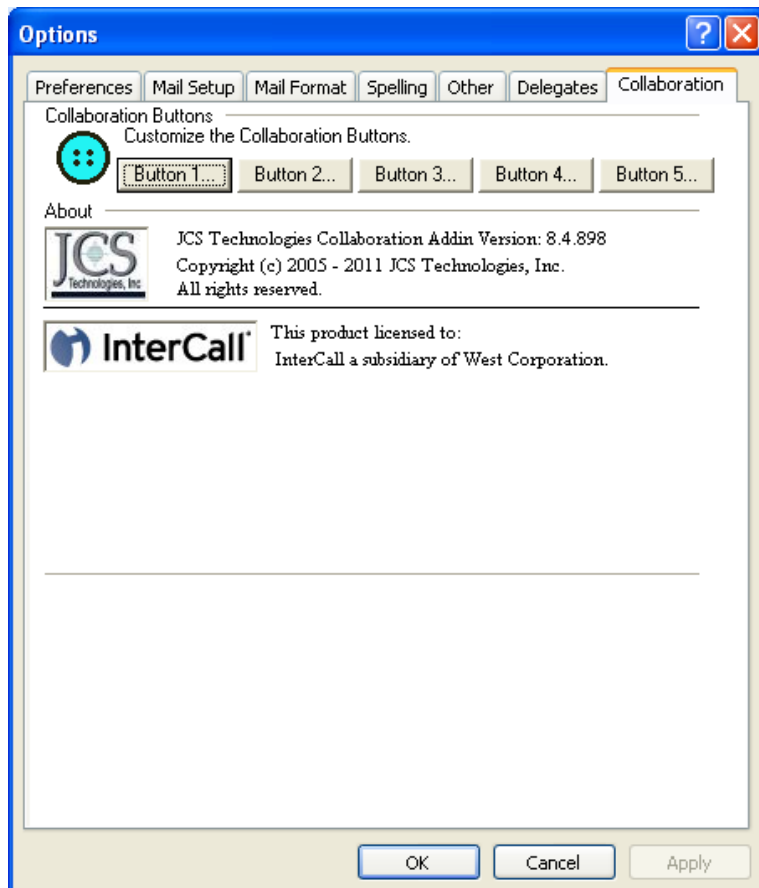 Options
Preferences Mail Setup Mail Format Spelling Other Delegates Collaboration
Collaboration Buttons
Customize the Collaboration Buttons.
Button 1... Button 2... Button 3... Button 4... Button 5...
About
JCS
Technologies, Inc
JCS Technologies Collaboration Addin Version: 8.4.898
Copyright (c) 2005 - 2011 JCS Technologies, Inc.
All rights reserved.
InterCall
This product licensed to:
InterCall a subsidiary of West Corporation.
OK Cancel Apply